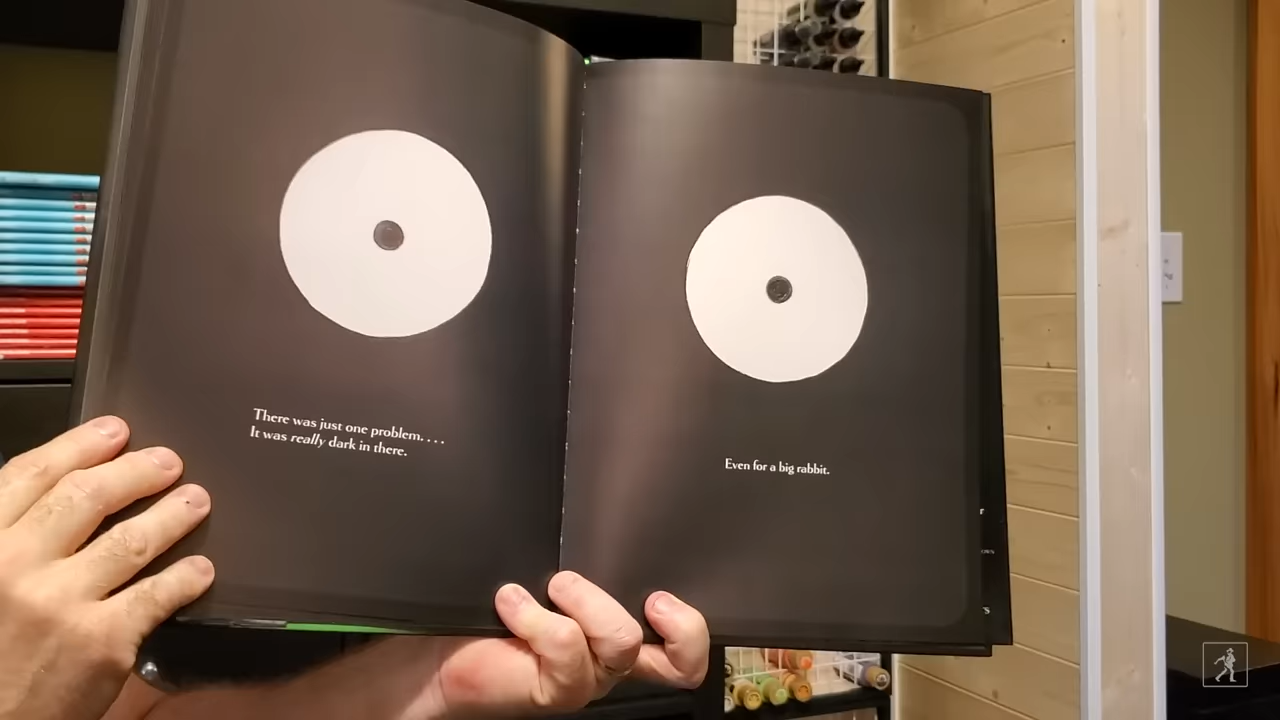 There was just one problem. . . .
It was really dark in there.
Even for a big rabbit.